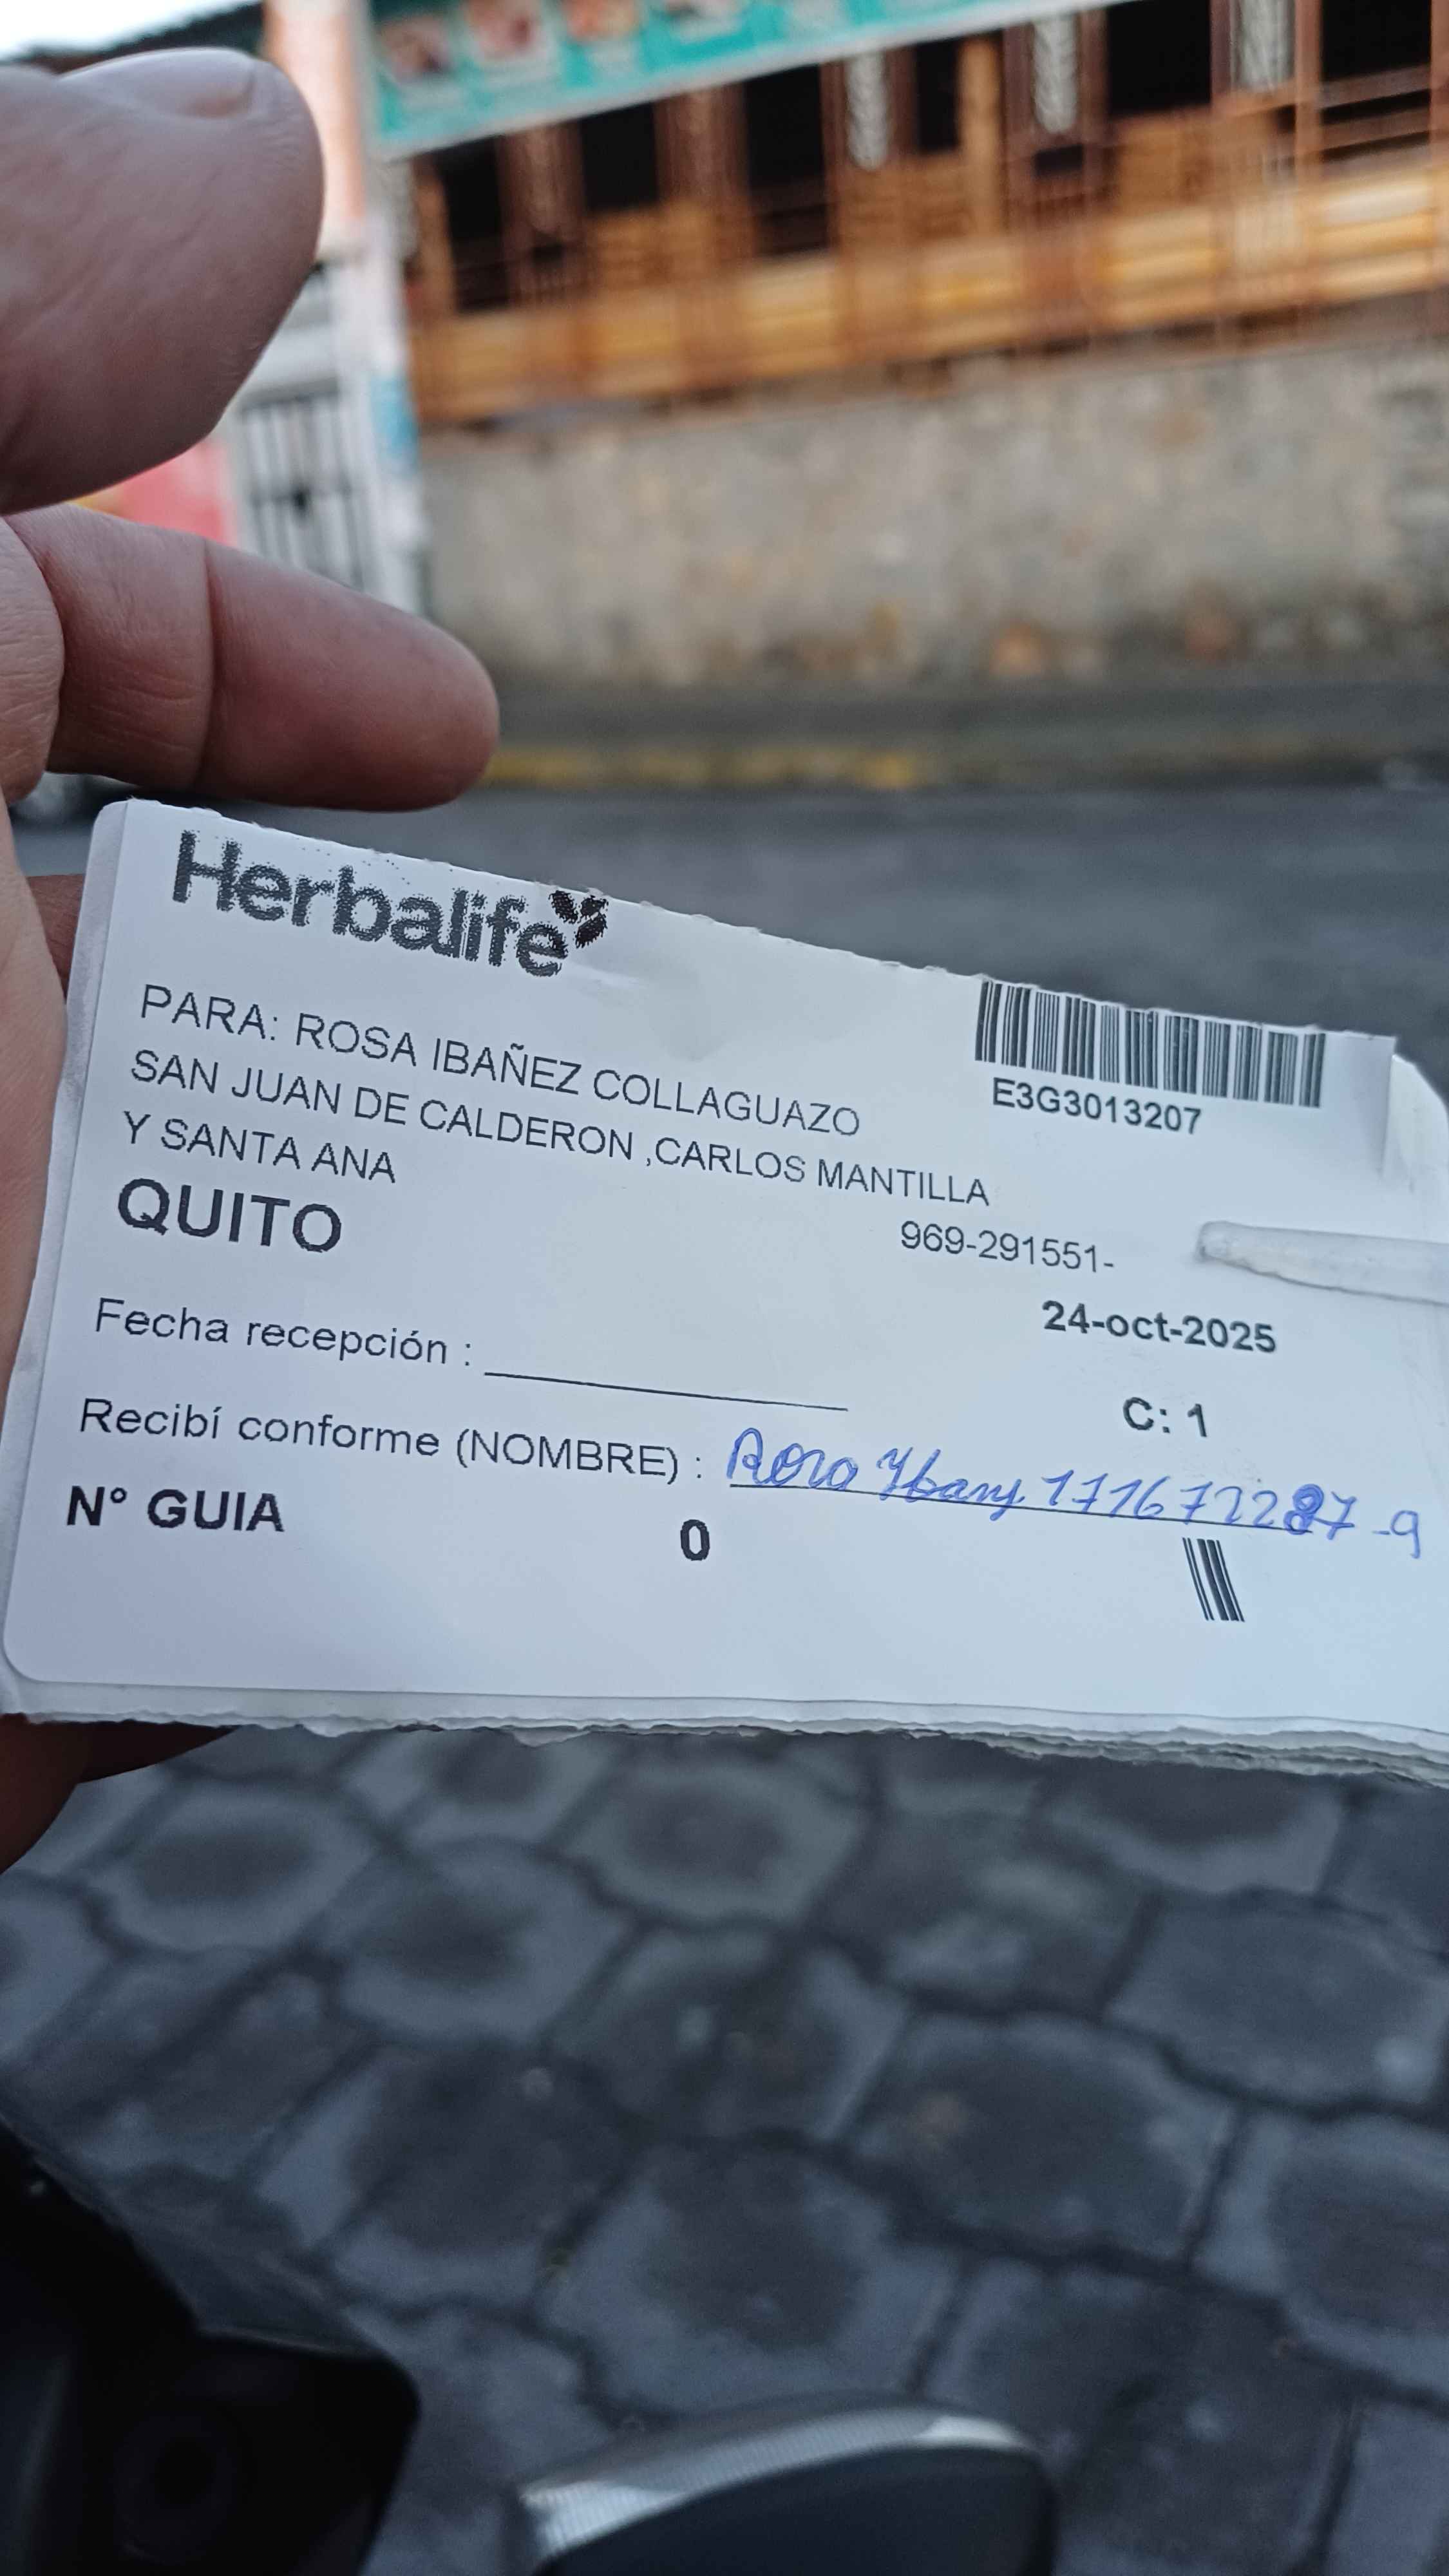 Herbalife
E3G3013207
PARA: ROSA IBAÑEZ COLLAGUAZO
SAN JUAN DE CALDERON ,CARLOS MANTILLA
Y SANTA ANA
969-291551-
QUITO
24-oct-2025
Fecha recepción :
C: 1
Recibí conforme (NOMBRE) : Rosa
N° GUIA 0